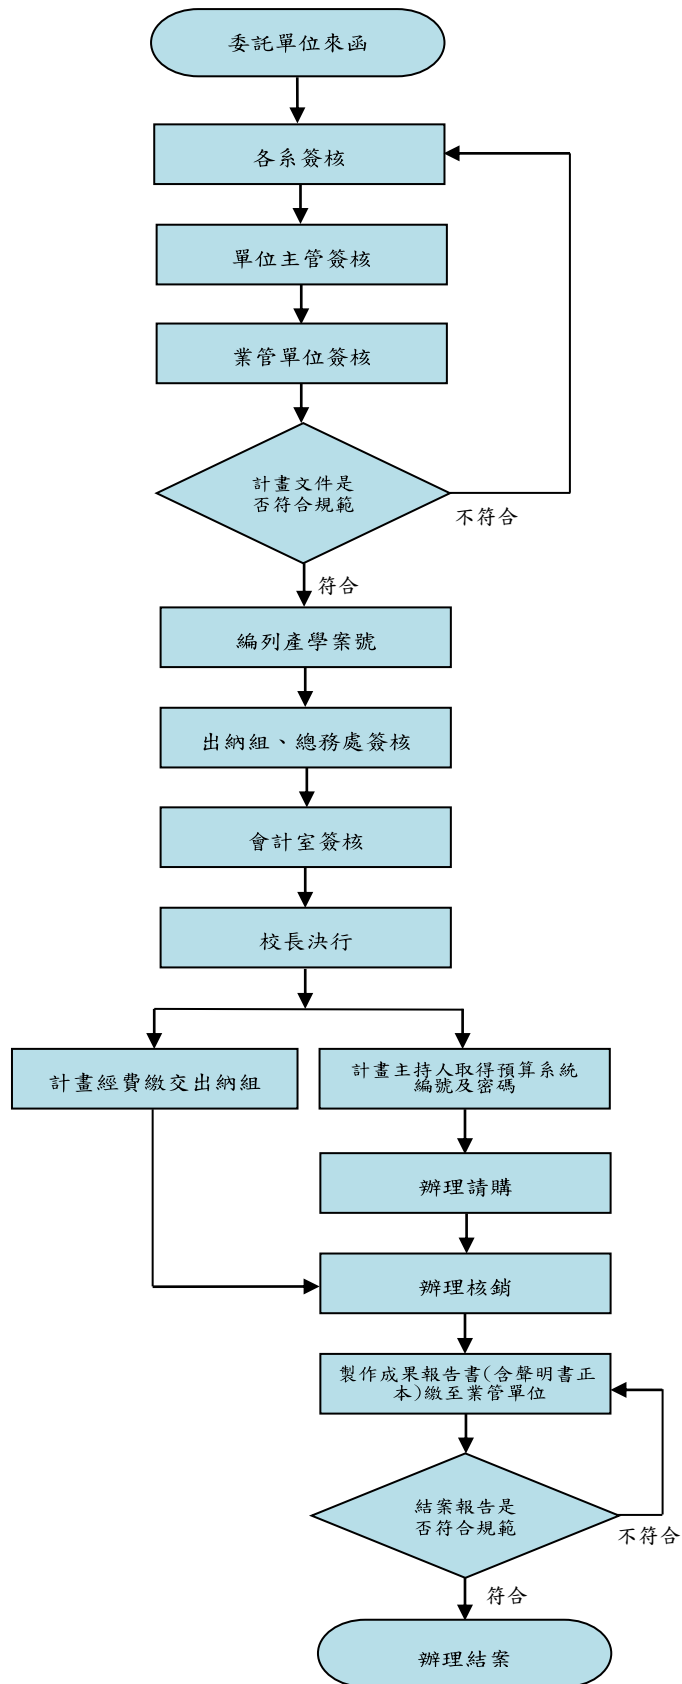 委託單位來函
各系簽核
單位主管簽核
業管單位簽核
計畫文件是
否符合規範
不符合
符合
編列產學案號
出納組、總務處簽核
會計室簽核
校長決行
計畫經費繳交出納組
計畫主持人取得預算系統
編號及密碼
辦理請購
辦理核銷
製作成果報告書(含聲明書正
本)繳至業管單位
結案報告是
否符合規範
不符合
符合
辦理結案